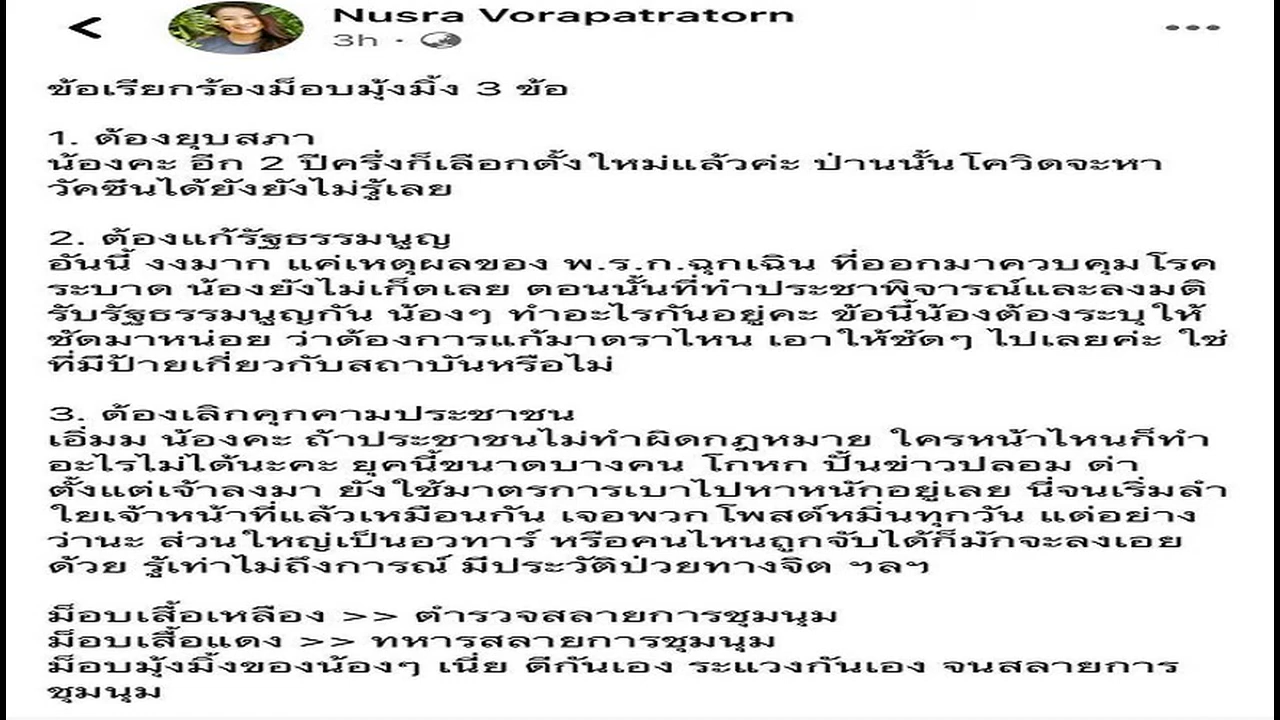 Nusra Vorapatratorn
3h ·
ข้อเรียกร้องม็อบมุ้งมิ้ง 3 ข้อ
1. ต้องยุบสภา
น้องคะ อีก 2 ปีครึ่งก็เลือกตั้งใหม่แล้วค่ะ ป่านนั้นโควิดจะหา
วัคซีนได้ยังยังไม่รู้เลย
2. ต้องแก้รัฐธรรมนูญ
อันนี้ งงมาก แค่เหตุผลของ พ.ร.ก.ฉุกเฉิน ที่ออกมาควบคุมโรค
ระบาด น้องยังไม่เก็ตเลย ตอนนั้นที่ทำประชาพิจารณ์และลงมติ
รับรัฐธรรมนูญกัน น้องๆ ทำอะไรกันอยู่คะ ข้อนี้น้องต้องระบุให้
ชัดมาหน่อย ว่าต้องการแก้มาตราไหน เอาให้ชัดๆ ไปเลยค่ะ ใช่
ที่มีป้ายเกี่ยวกับสถาบันหรือไม่
3. ต้องเลิกคุกคามประชาชน
เอิ่มม น้องคะ ถ้าประชาชนไม่ทำผิดกฎหมาย ใครหน้าไหนก็ทำ
อะไรไม่ได้นะคะ ยุคนี้ขนาดบางคน โกหก ปั้นข่าวปลอม ด่า
ตั้งแต่เจ้าลงมา ยังใช้มาตรการเบาไปหาหนักอยู่เลย นี่จนเริ่มลำ
ใยเจ้าหน้าที่แล้วเหมือนกัน เจอพวกโพสต์หมิ่นทุกวัน แต่อย่าง
ว่านะ ส่วนใหญ่เป็นอวทาร์ หรือคนไหนถูกจับได้ก็มักจะลงเอย
ด้วย รู้เท่าไม่ถึงการณ์ มีประวัติป่วยทางจิต ฯลฯ
ม็อบเสื้อเหลือง >> ตำรวจสลายการชุมนุม
ม็อบเสื้อแดง >> ทหารสลายการชุมนุม
ม็อบมุ้งมิ้งของน้องๆ เนี่ย ตีกันเอง ระแวงกันเอง จนสลายการ
ชุมนุม